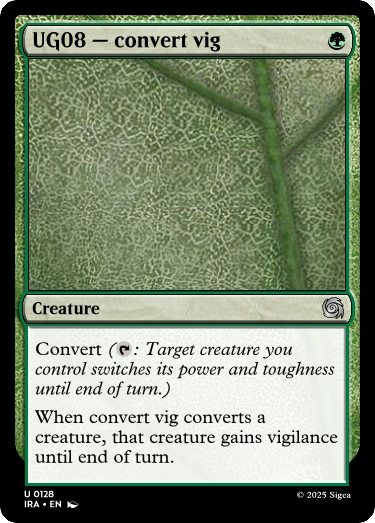 UG08 — convert vig
Creature
Convert (: Target creature you
control switches its power and toughness
until end of turn.)
When convert vig converts a
creature, that creature gains vigilance
until end of turn.
U 0128
IRA • EN
© 2025 Sigea